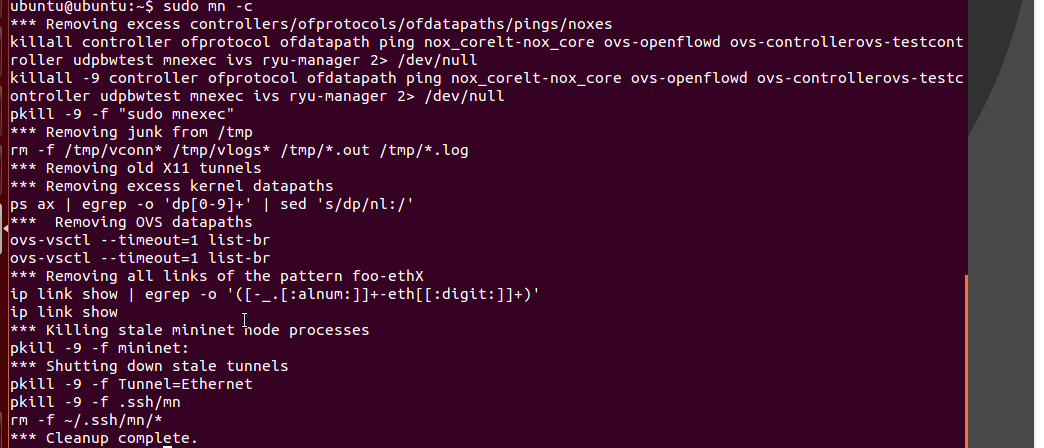 ubuntu@ubuntu:~$ sudo mn -c
*** Removing excess controllers/ofprotocols/ofdatapaths/pings/noxes
killall controller ofprotocol ofdatapath ping nox_corelt-nox_core ovs-openflowd ovs-controllerovs-testcont
roller udpbwtest mnexec ivs ryu-manager 2> /dev/null
killall -9 controller ofprotocol ofdatapath ping nox_corelt-nox_core ovs-openflowd ovs-controllerovs-testc
ontroller udpbwtest mnexec ivs ryu-manager 2> /dev/null
pkill -9 -f "sudo mnexec"
*** Removing junk from /tmp
rm -f /tmp/vconn* /tmp/vlogs* /tmp/*.out /tmp/*.log
*** Removing old X11 tunnels
*** Removing excess kernel datapaths
ps ax | egrep -o 'dp[0-9]+' | sed 's/dp/nl:/'
***  Removing OVS datapaths
ovs-vsctl --timeout=1 list-br
ovs-vsctl --timeout=1 list-br
*** Removing all links of the pattern foo-ethX
ip link show | egrep -o '([-_.[:alnum:]]+-eth[[:digit:]]+)'
ip link show
*** Killing stale mininet node processes
pkill -9 -f mininet:
*** Shutting down stale tunnels
pkill -9 -f Tunnel=Ethernet
pkill -9 -f .ssh/mn
rm -f ~/.ssh/mn/*
*** Cleanup complete.